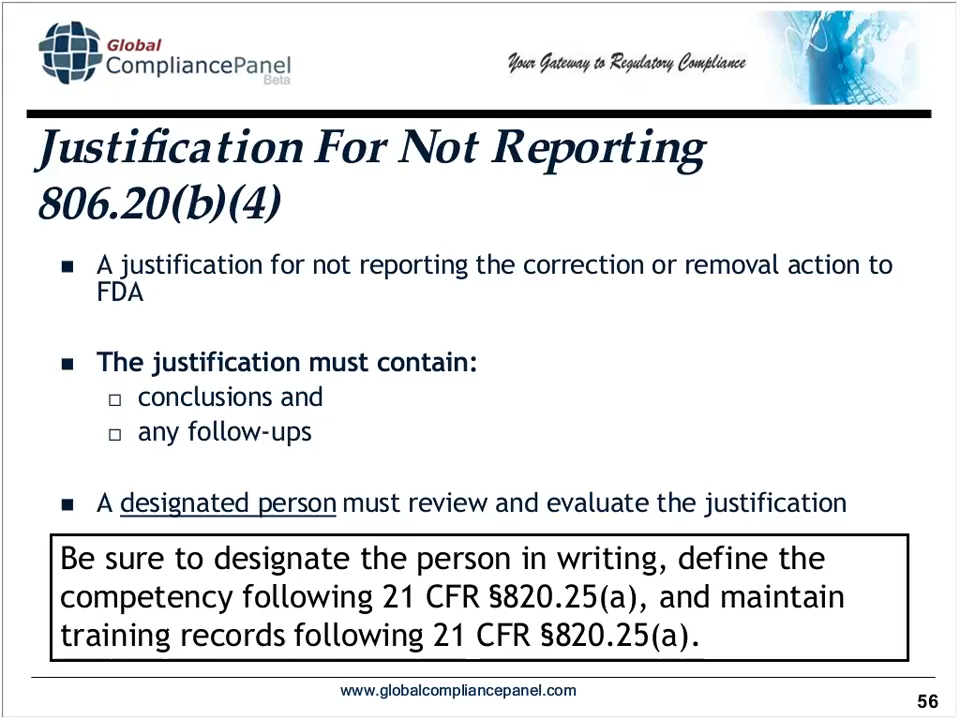 Global
CompliancePanel
Beta
Your Gateway to Regulatory Compliance
Justification For Not Reporting
806.20(b)(4)
■ A justification for not reporting the correction or removal action to
FDA
■ The justification must contain:
□ conclusions and
□ any follow-ups
■ A designated person must review and evaluate the justification
Be sure to designate the person in writing, define the
competency following 21 CFR §820.25(a), and maintain
training records following 21 CFR §820.25(a).
www.globalcompliancepanel.com
56